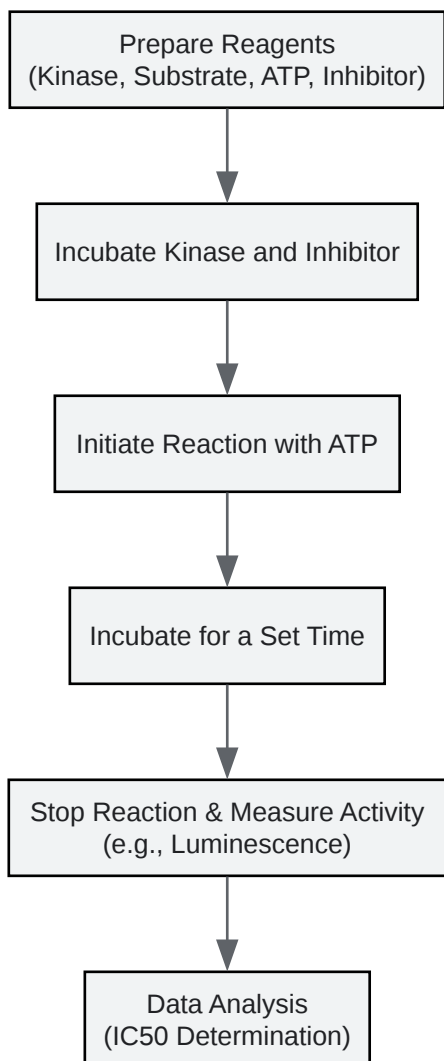 Prepare Reagents
(Kinase, Substrate, ATP, Inhibitor)
Incubate Kinase and Inhibitor
Initiate Reaction with ATP
Incubate for a Set Time
Stop Reaction & Measure Activity
(e.g., Luminescence)
Data Analysis
(IC50 Determination)